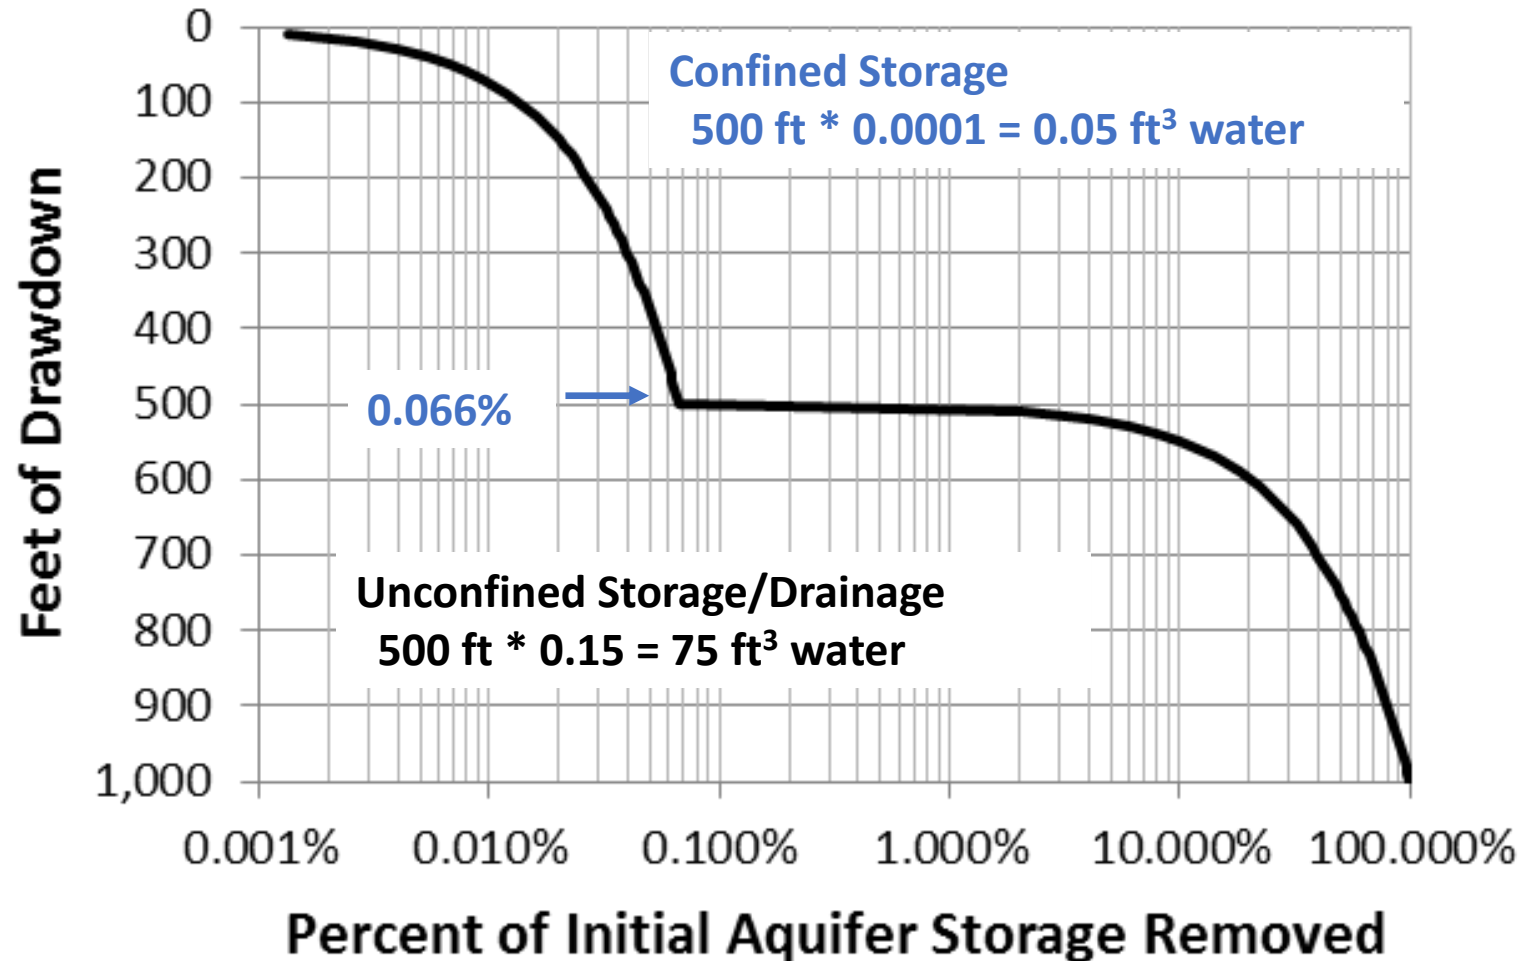 Confined Storage
500 ft * 0.0001 = 0.05 ft³ water
0.066%
Unconfined Storage/Drainage
500 ft * 0.15 = 75 ft³ water
Feet of Drawdown
0
100
200
300
400
500
600
700
800
900
1,000
0.001% 0.010% 0.100% 1.000% 10.000% 100.000%
Percent of Initial Aquifer Storage Removed